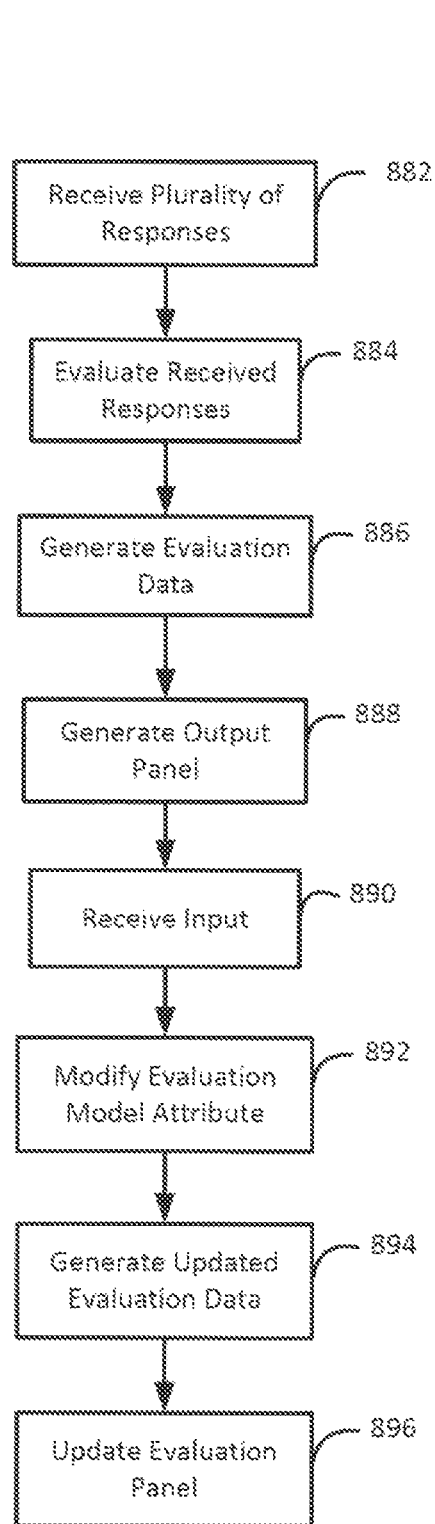 Receive Plurality of
Responses
882
Evaluate Received
Responses
884
Generate Evaluation
Data
886
Generate Output
Panel
888
Receive Input
890
Modify Evaluation
Model Attribute
892
Generate Updated
Evaluation Data
894
Update Evaluation
Panel
896